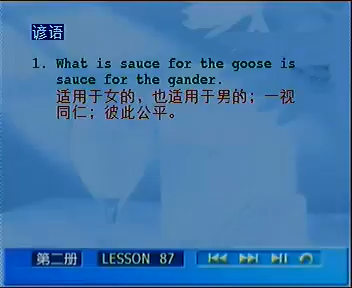 谚语
1. What is sauce for the goose is
sauce for the gander.
适用于女的，也适用于男的；一视
同仁；彼此公平。
第二册 LESSON 87